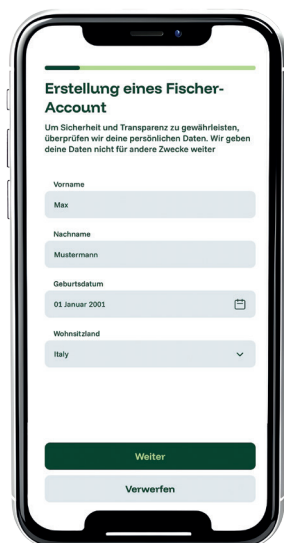 Erstellung eines Fischer-
Account
Um Sicherheit und Transparenz zu gewährleisten,
überprüfen wir deine persönlichen Daten. Wir geben
deine Daten nicht für andere Zwecke weiter
Vorname
Max
Nachname
Mustermann
Geburtsdatum
01 Januar 2001
Wohnsitzland
Italy
Weiter
Verwerfen